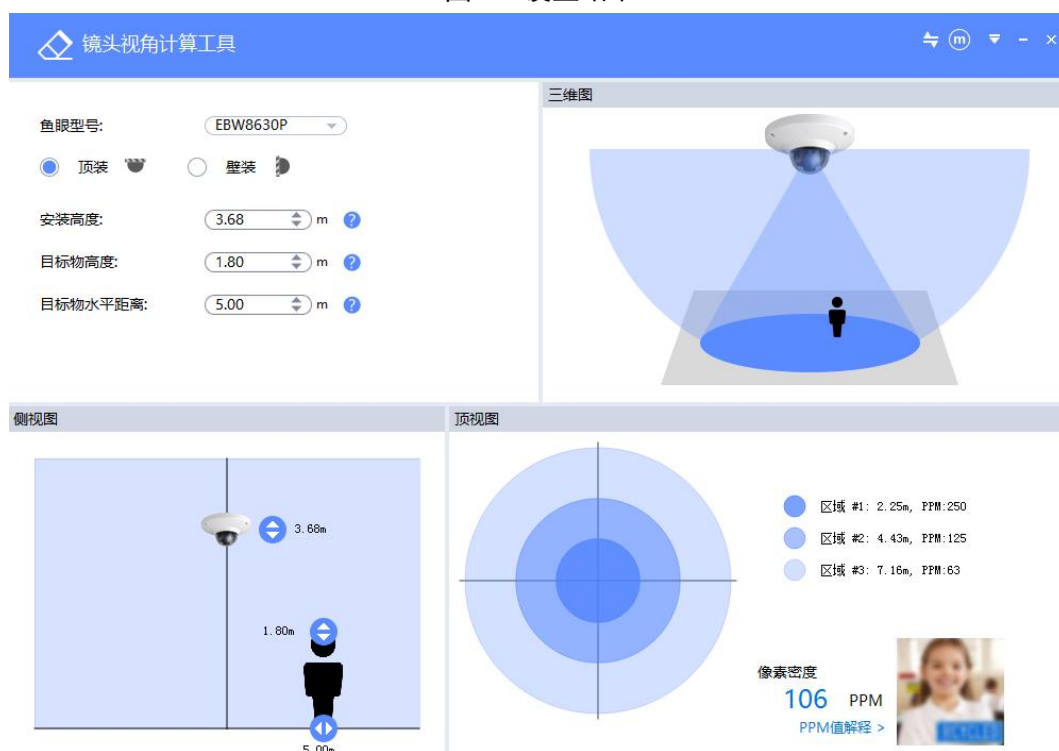 镜头视角计算工具
m
三维图
鱼眼型号:
EBW8630P
顶装
壁装
安装高度:
3.68
m
?
目标物高度:
1.80
m
?
目标物水平距离:
5.00
m
?
侧视图
顶视图
3.68m
1.80m
5.00m
区域 #1: 2.25m, PPM:250
区域 #2: 4.43m, PPM:125
区域 #3: 7.16m, PPM:63
像素密度
106 PPM
PPM值解释 >